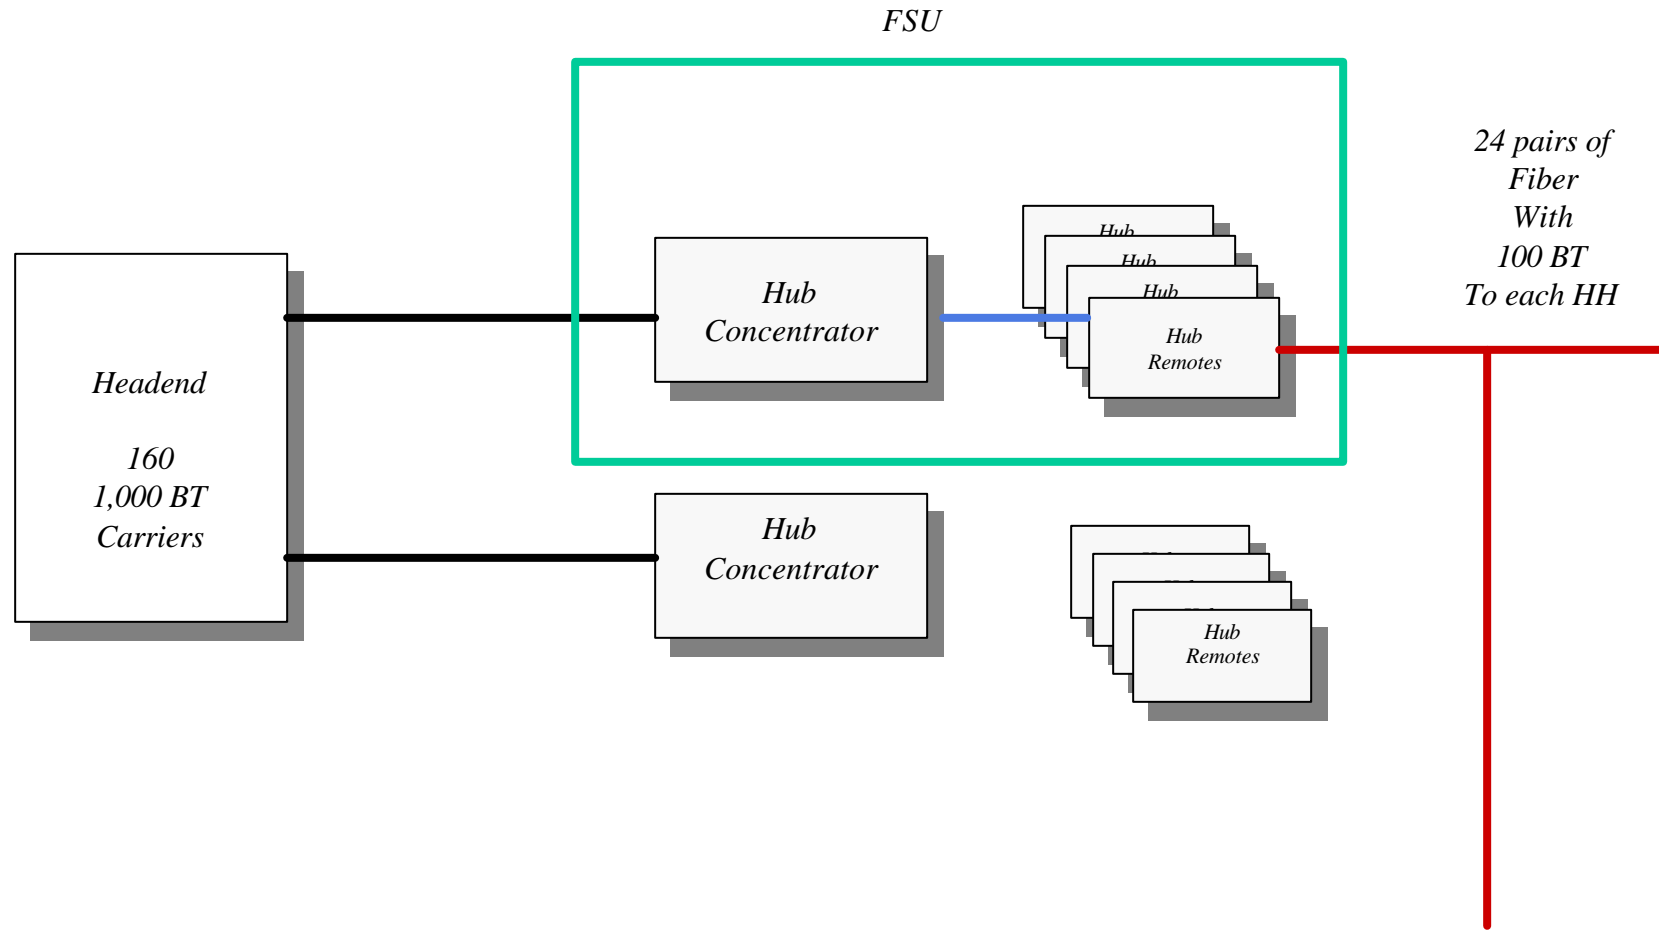 FSU
24 pairs of
Fiber
With
100 BT
To each HH
Headend
160
1,000 BT
Carriers
Hub
Concentrator
Hub
Hub
Hub
Hub
Remotes
Hub
Concentrator
Hub
Remotes